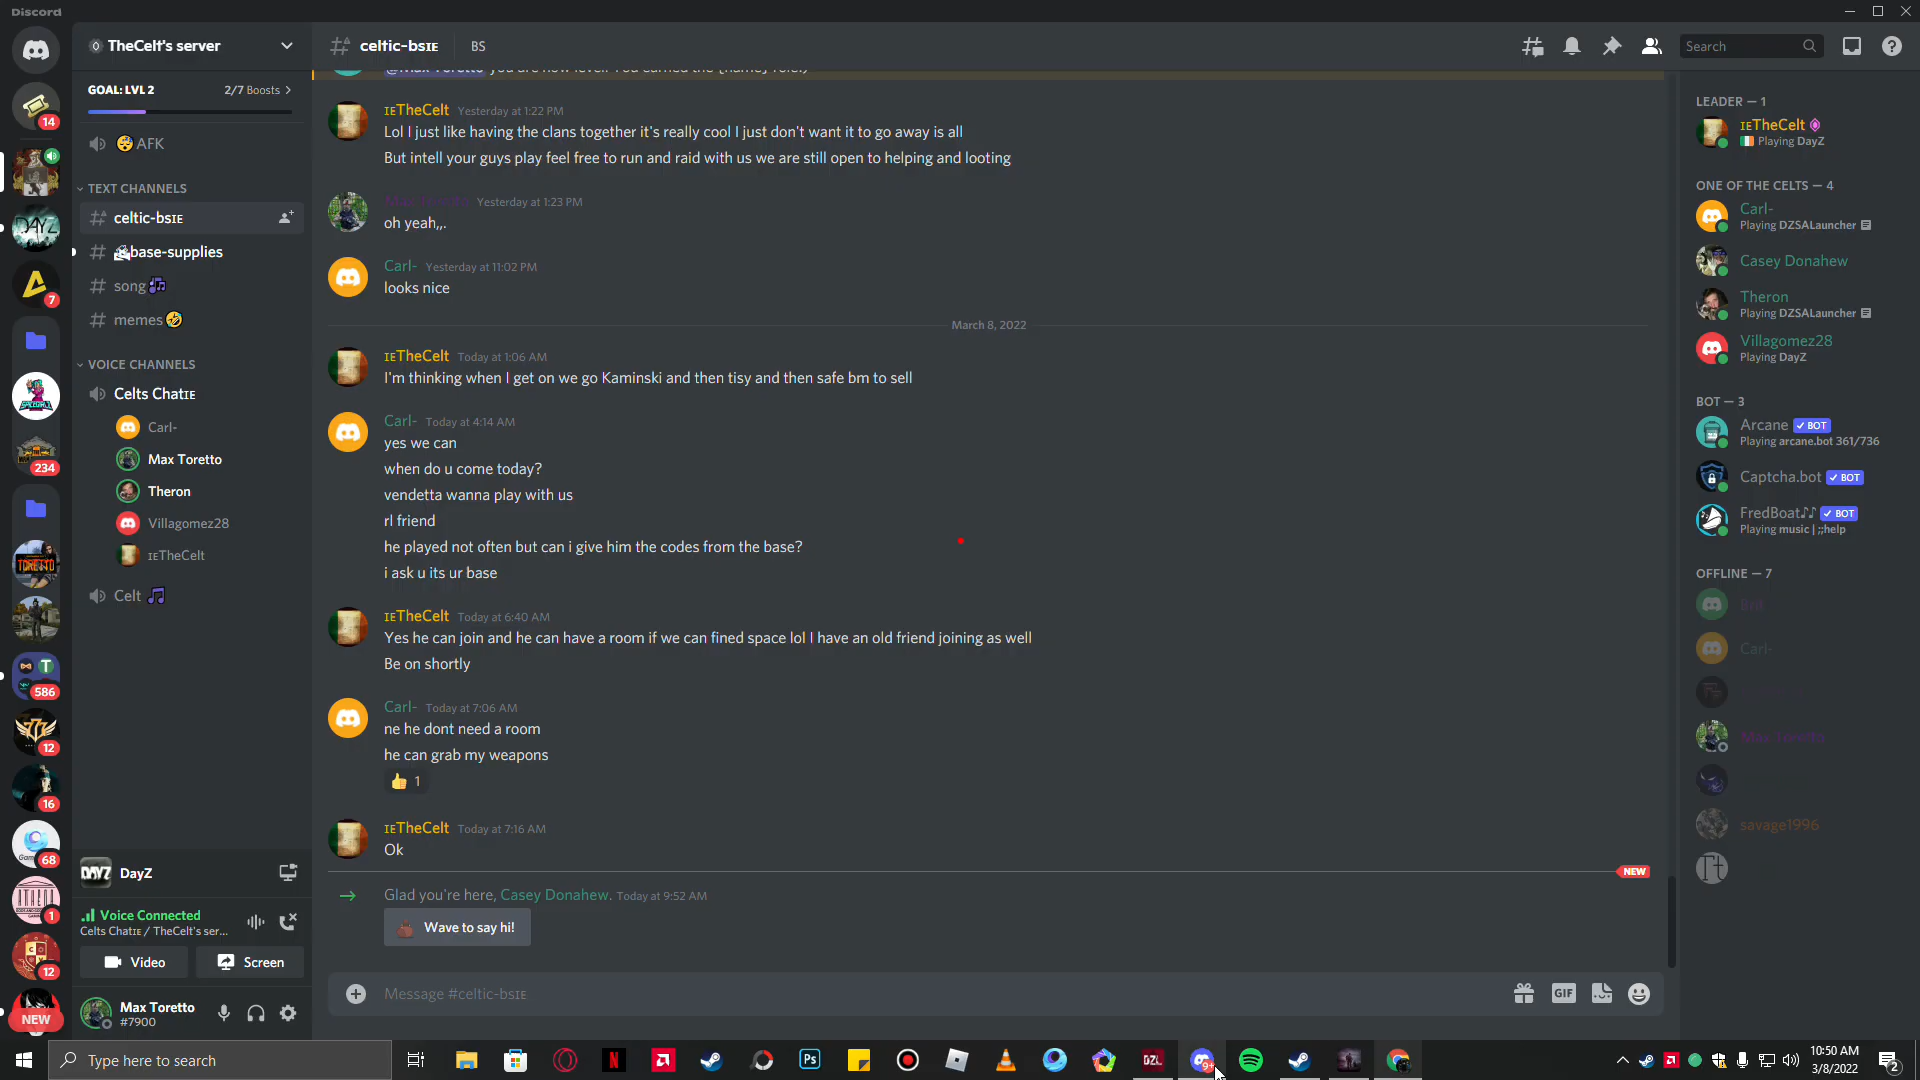 Discord
TheCelt's server
celtic-bsIE
BS
Search
GOAL: LVL 2
2/7 Boosts
AFK
TEXT CHANNELS
celtic-bsIE
base-supplies
song
memes
VOICE CHANNELS
Celts ChatIE
Carl-
Max Toretto
Theron
Villagomez28
IETheCelt
Celt
DayZ
Voice Connected
Celts ChatIE / TheCelt's ser...
Video
Screen
Max Toretto
#7900
14
7
234
586
12
16
68
1
12
NEW
IETheCelt Yesterday at 1:22 PM
Lol I just like having the clans together it's really cool I just don't want it to go away is all
But intell your guys play feel free to run and raid with us we are still open to helping and looting
Yesterday at 1:23 PM
oh yeah,,.
Carl- Yesterday at 11:02 PM
looks nice
March 8, 2022
IETheCelt Today at 1:06 AM
I'm thinking when I get on we go Kaminski and then tisy and then safe bm to sell
Carl- Today at 4:14 AM
yes we can
when do u come today?
vendetta wanna play with us
rl friend
he played not often but can i give him the codes from the base?
i ask u its ur base
IETheCelt Today at 6:40 AM
Yes he can join and he can have a room if we can fined space lol I have an old friend joining as well
Be on shortly
Carl- Today at 7:06 AM
ne he dont need a room
he can grab my weapons
1
IETheCelt Today at 7:16 AM
Ok
NEW
Glad you're here, Casey Donahew. Today at 9:52 AM
Wave to say hi!
Message #celtic-bsIE
GIF
LEADER — 1
IETheCelt
Playing DayZ
ONE OF THE CELTS — 4
Carl-
Playing DZSALauncher
Casey Donahew
Theron
Playing DZSALauncher
Villagomez28
Playing DayZ
BOT — 3
Arcane BOT
Playing arcane.bot 361/736
Captcha.bot BOT
FredBoat♪♪ BOT
Playing music | ;;help
OFFLINE — 7
Carl-
Max Toretto
savage1996
Type here to search
10:50 AM
3/8/2022
2